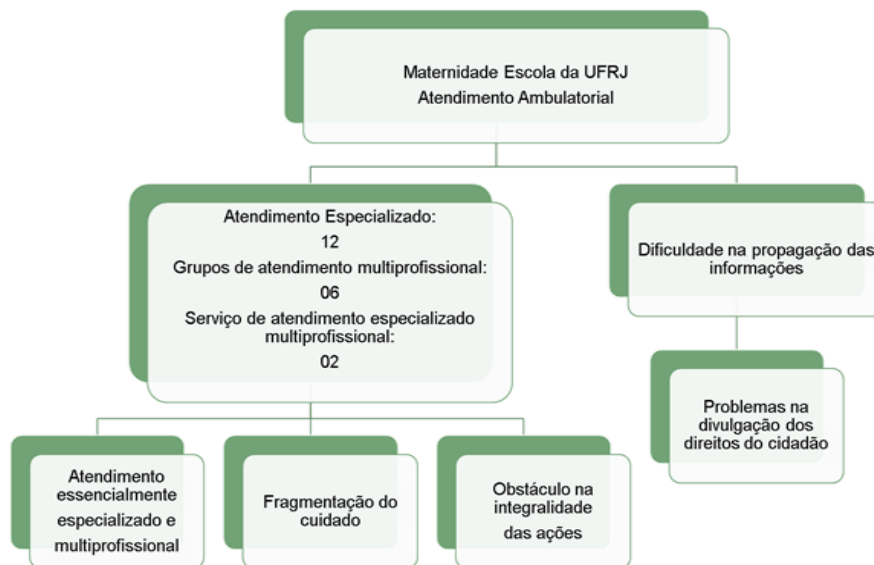 Maternidade Escola da UFRJ
Atendimento Ambulatorial
Atendimento Especializado:
12
Grupos de atendimento multiprofissional:
06
Serviço de atendimento especializado
multiprofissional:
02
Dificuldade na propagação das
informações
Atendimento
essencialmente
especializado e
multiprofissional
Fragmentação do
cuidado
Obstáculo na
integralidade
das ações
Problemas na
divulgação dos
direitos do cidadão